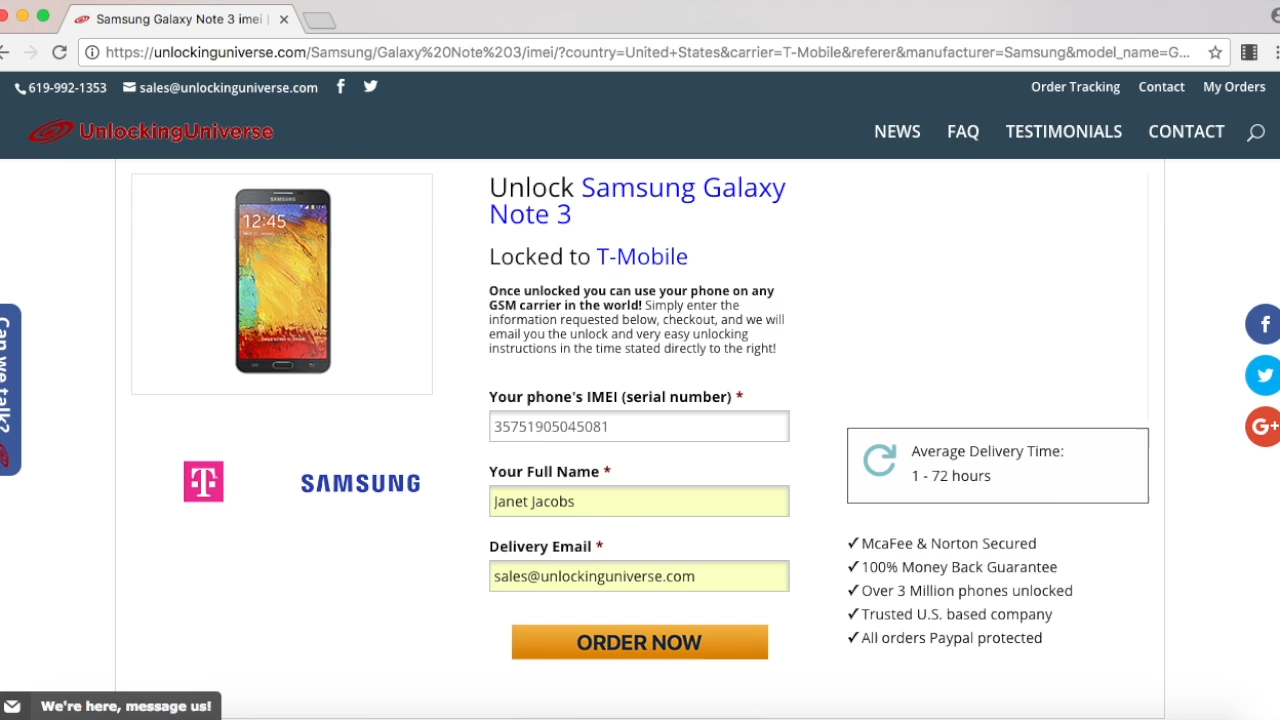 Samsung Galaxy Note 3 imei |
https://unlockinguniverse.com/Samsung/Galaxy%20Note%203/imei/?country=United+States&carrier=T-Mobile&referer&manufacturer=Samsung&model_name=G...
619-992-1353 sales@unlockinguniverse.com
Order Tracking Contact My Orders
UnlockingUniverse
NEWS FAQ TESTIMONIALS CONTACT
SAMSUNG
12:45
Unlock Samsung Galaxy
Note 3
Locked to T-Mobile
Once unlocked you can use your phone on any
GSM carrier in the world! Simply enter the
information requested below, checkout, and we will
email you the unlock and very easy unlocking
instructions in the time stated directly to the right!
Your phone's IMEI (serial number) *
35751905045081
Your Full Name *
Janet Jacobs
Delivery Email *
sales@unlockinguniverse.com
ORDER NOW
T
SAMSUNG
Average Delivery Time:
1 - 72 hours
✓McAfee & Norton Secured
✓100% Money Back Guarantee
✓Over 3 Million phones unlocked
✓Trusted U.S. based company
✓All orders Paypal protected
Can we talk?
f
G+
We're here, message us!